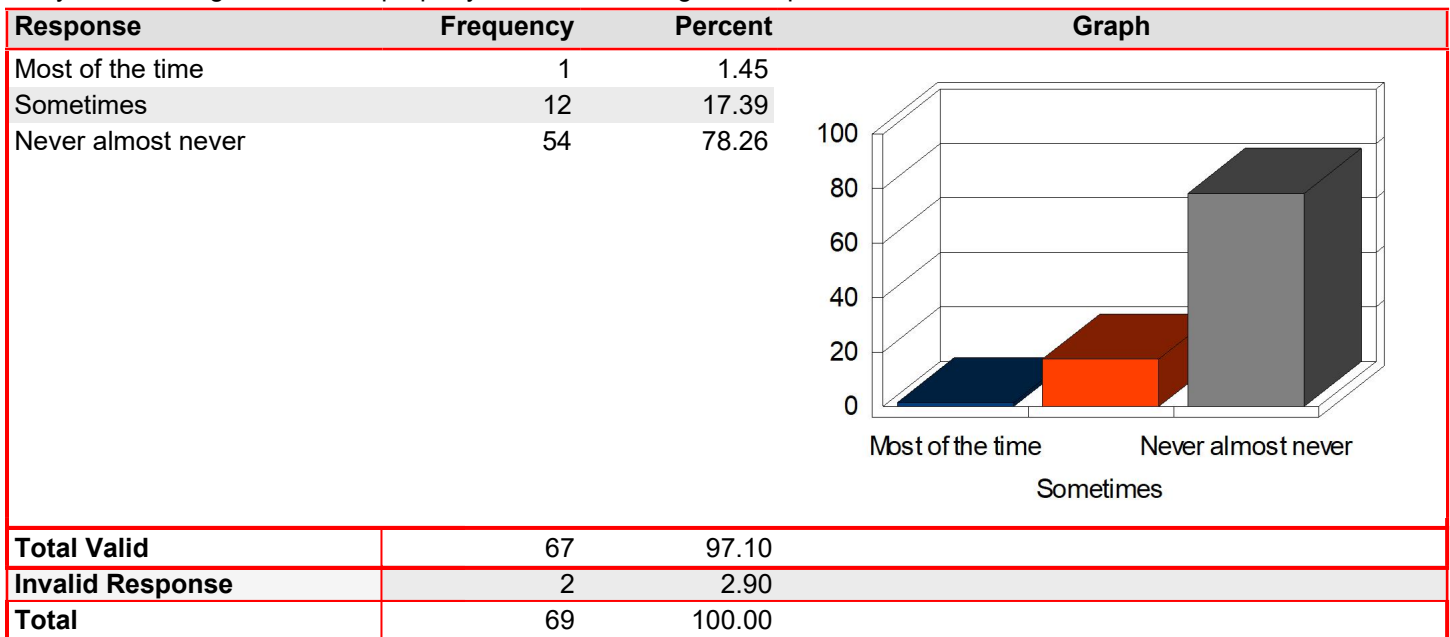 Response Frequency Percent Graph
Most of the time 1 1.45
Sometimes 12 17.39
Never almost never 54 78.26
100
80
60
40
20
0
Most of the time Never almost never
Sometimes
Total Valid 67 97.10
Invalid Response 2 2.90
Total 69 100.00